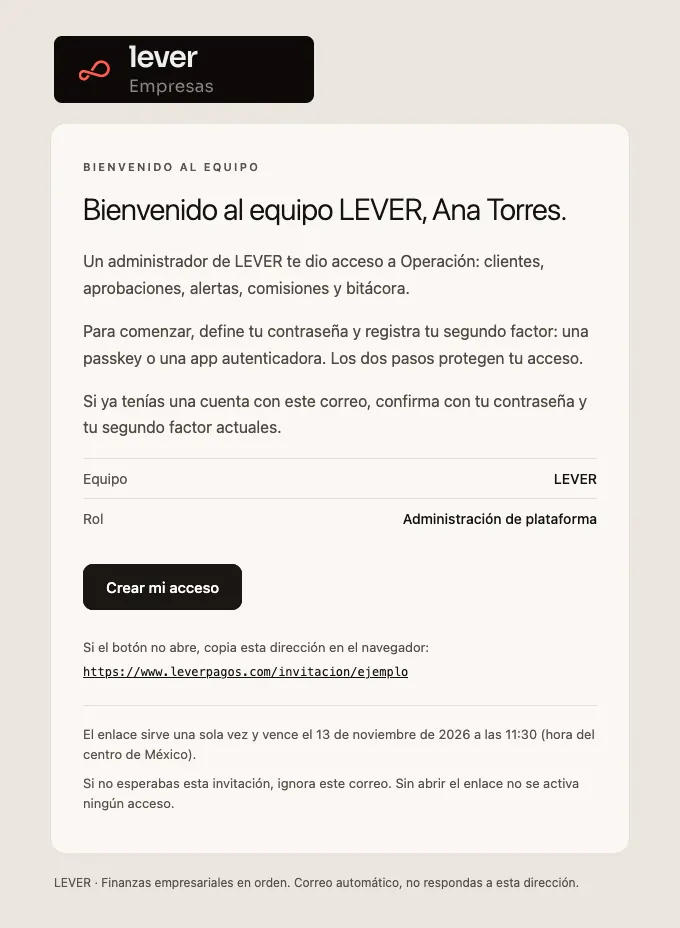 lever
Empresas
BIENVENIDO AL EQUIPO
Bienvenido al equipo LEVER, Ana Torres.
Un administrador de LEVER te dio acceso a Operación: clientes,
aprobaciones, alertas, comisiones y bitácora.
Para comenzar, define tu contraseña y registra tu segundo factor: una
passkey o una app autenticadora. Los dos pasos protegen tu acceso.
Si ya tenías una cuenta con este correo, confirma con tu contraseña y
tu segundo factor actuales.
Equipo LEVER
Rol Administración de plataforma
Crear mi acceso
Si el botón no abre, copia esta dirección en el navegador:
https://www.leverpagos.com/invitacion/ejemplo
El enlace sirve una sola vez y vence el 13 de noviembre de 2026 a las 11:30 (hora del
centro de México).
Si no esperabas esta invitación, ignora este correo. Sin abrir el enlace no se activa
ningún acceso.
LEVER · Finanzas empresariales en orden. Correo automático, no respondas a esta dirección.